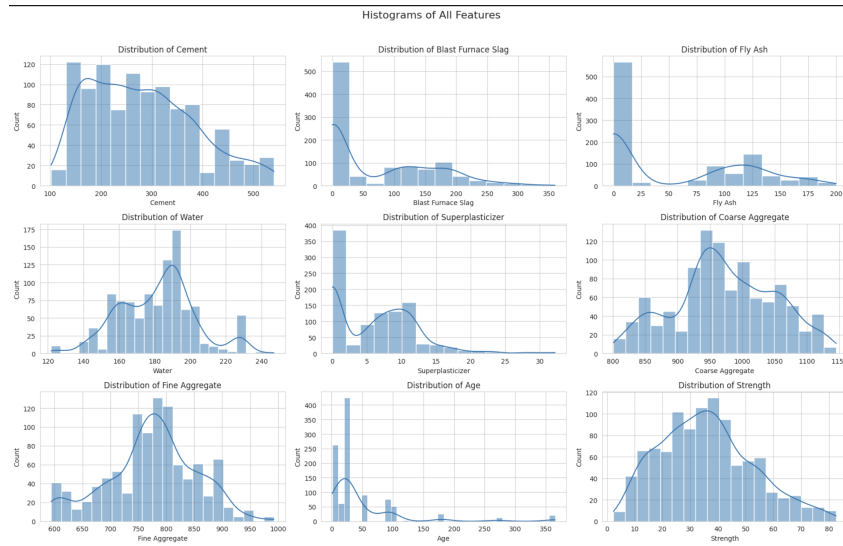 Histograms of All Features
Distribution of Cement
Count
120
100
80
60
40
20
0
100 200 300 400 500
Cement
Distribution of Blast Furnace Slag
Count
500
400
300
200
100
0
0 50 100 150 200 250 300 350
Blast Furnace Slag
Distribution of Fly Ash
Count
500
400
300
200
100
0
0 25 50 75 100 125 150 175 200
Fly Ash
Distribution of Water
Count
175
150
125
100
75
50
25
0
120 140 160 180 200 220 240
Water
Distribution of Superplasticizer
Count
400
350
300
250
200
150
100
50
0
0 5 10 15 20 25 30
Superplasticizer
Distribution of Coarse Aggregate
Count
120
100
80
60
40
20
0
800 850 900 950 1000 1050 1100 115
Coarse Aggregate
Distribution of Fine Aggregate
Count
120
100
80
60
40
20
0
600 650 700 750 800 850 900 950 1000
Fine Aggregate
Distribution of Age
Count
400
350
300
250
200
150
100
50
0
0 50 100 150 200 250 300 350
Age
Distribution of Strength
Count
120
100
80
60
40
20
0
0 10 20 30 40 50 60 70 80
Strength